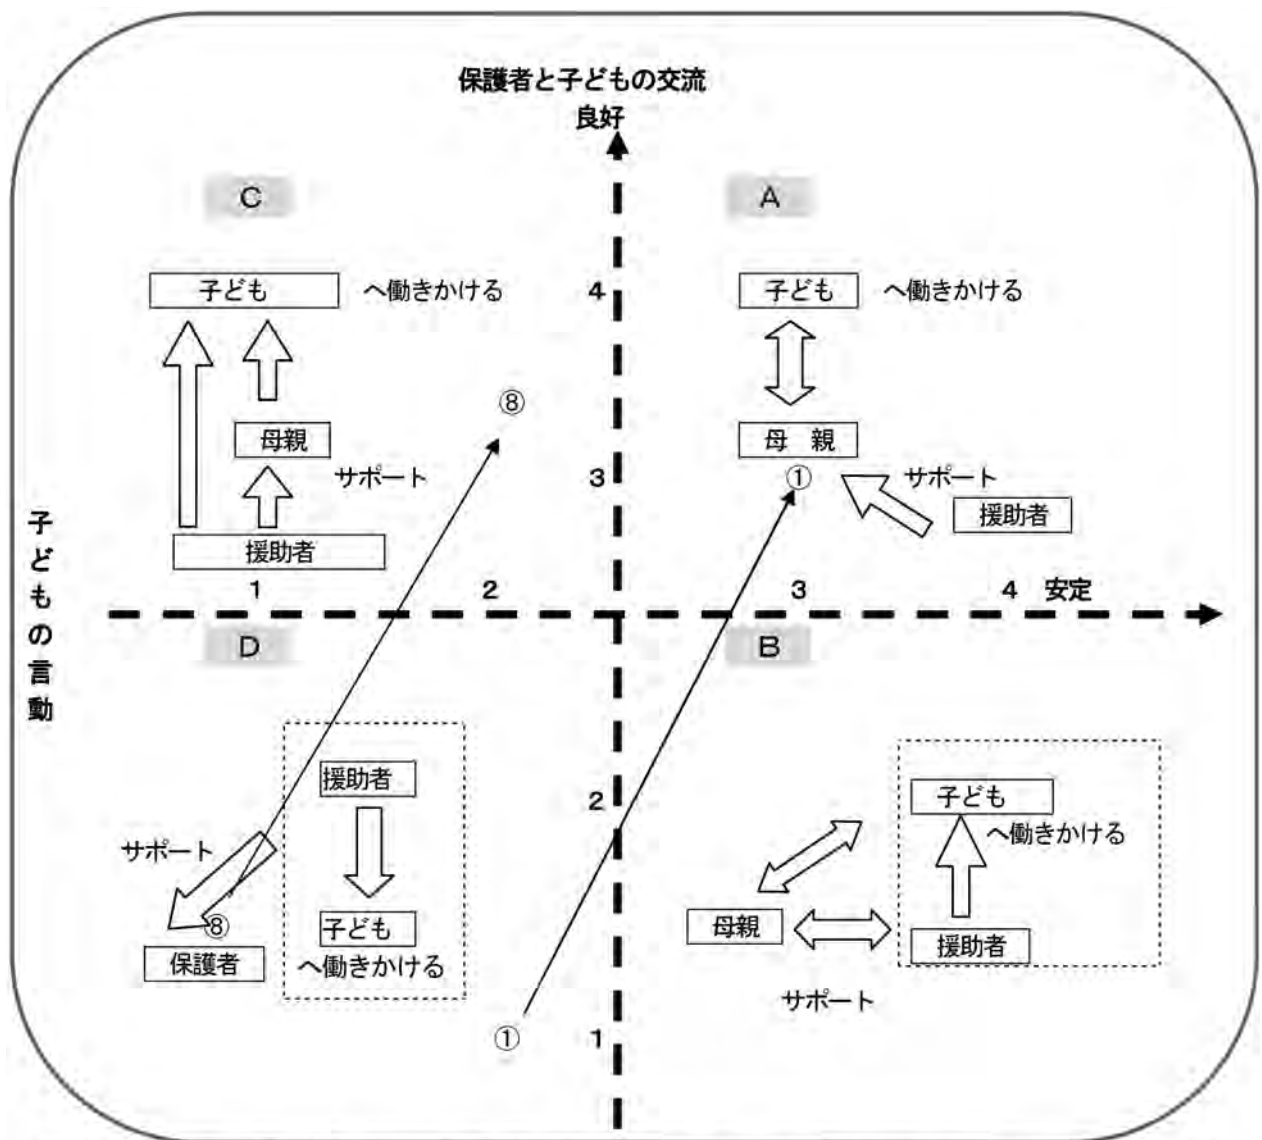 保護者と子どもの交流
良好
C
A
子ども
へ働きかける
4
子ども
へ働きかける
⑧
母親
サポート
3
母　親
①
サポート
援助者
援助者
子どもの言動
1
2
3
4
安定
D
B
援助者
2
子ども
へ働きかける
サポート
⑧
保護者
子ども
へ働きかける
母親
援助者
サポート
①
1